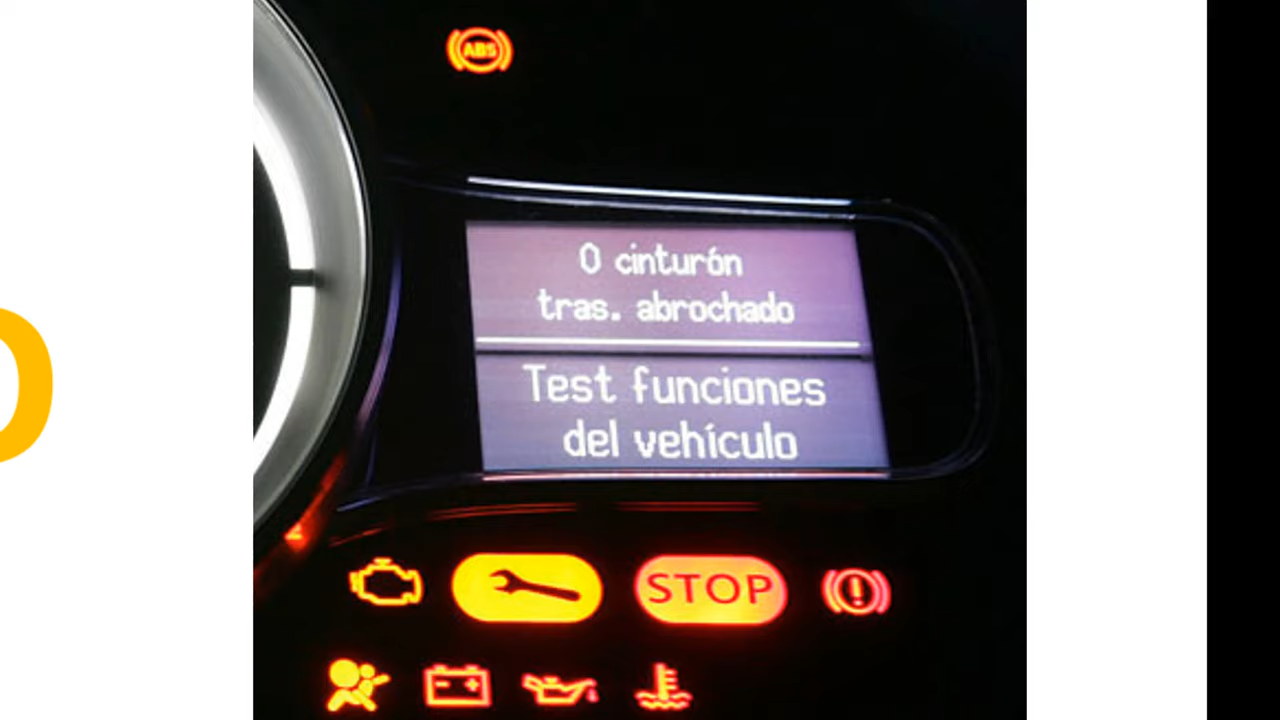 ABS
0 cinturón
tras. abrochado
Test funciones
del vehículo
STOP